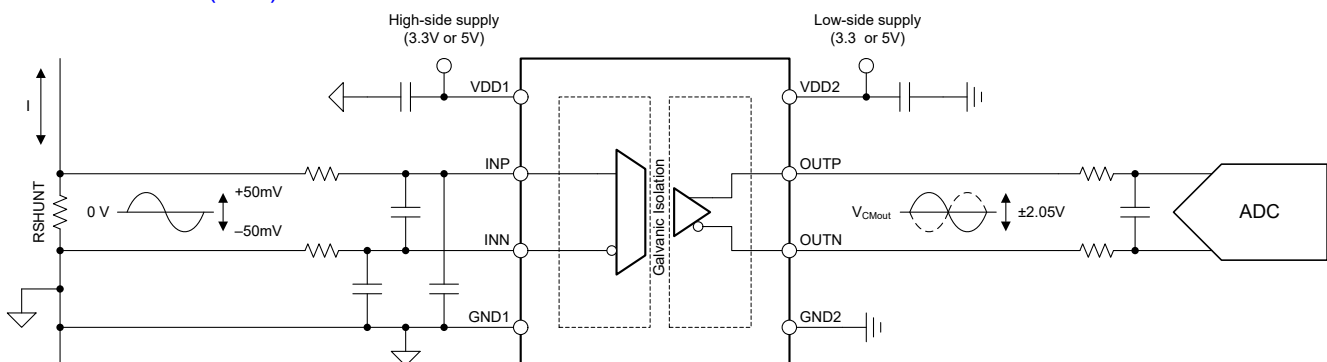 High-side supply
(3.3V or 5V)
Low-side supply
(3.3 or 5V)
VDD1
VDD2
I
INP
OUTP
RSHUNT
0 V
+50mV
–50mV
Galvanic Isolation
VCMout
±2.05V
ADC
INN
OUTN
GND1
GND2